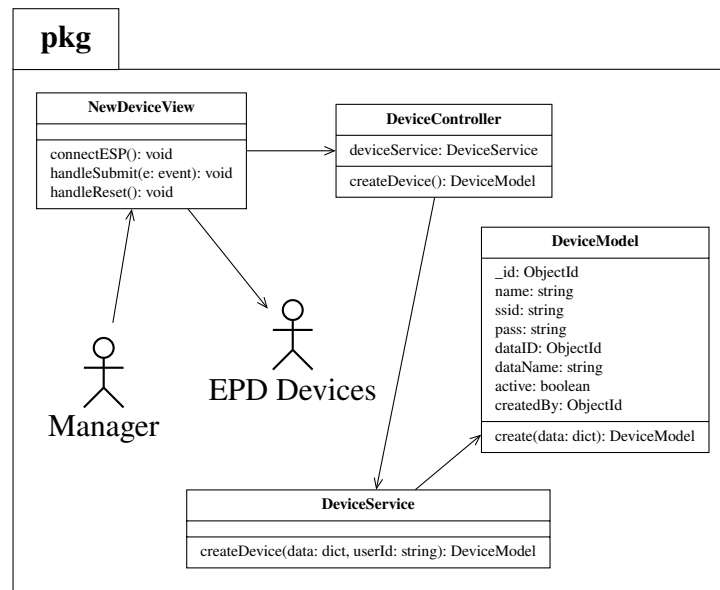 pkg
NewDeviceView
connectESP(): void
handleSubmit(e: event): void
handleReset(): void
DeviceController
deviceService: DeviceService
createDevice(): DeviceModel
DeviceModel
_id: ObjectId
name: string
ssid: string
pass: string
dataID: ObjectId
dataName: string
active: boolean
createdBy: ObjectId
create(data: dict): DeviceModel
EPD Devices
Manager
DeviceService
createDevice(data: dict, userId: string): DeviceModel